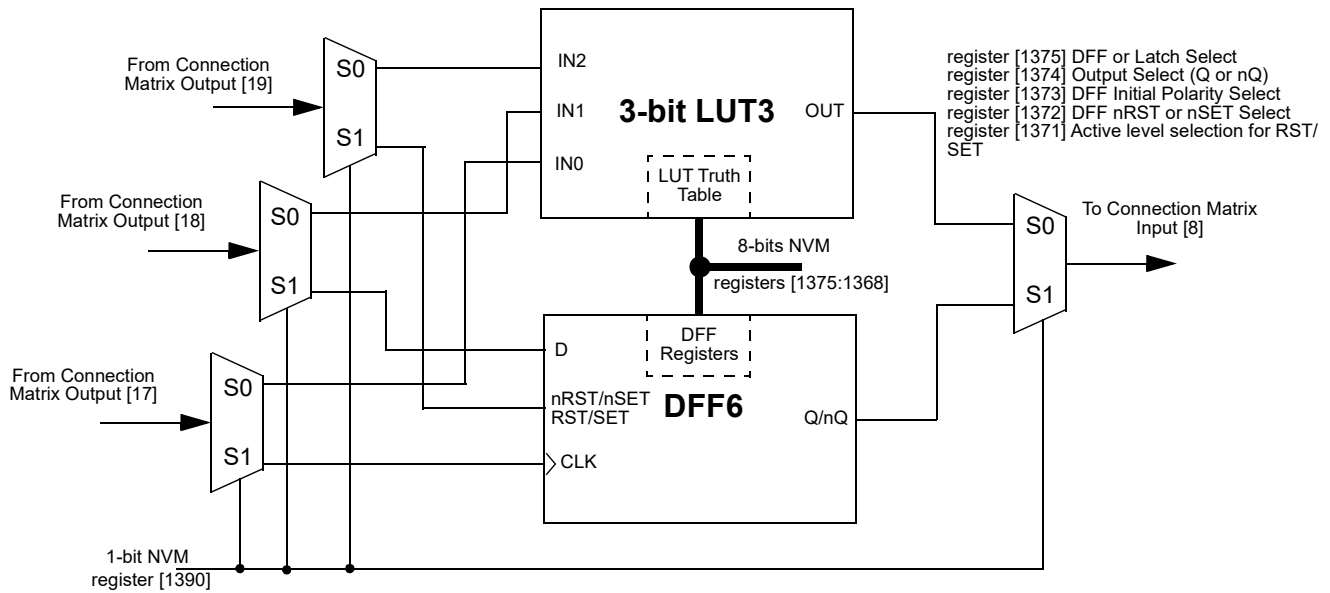 From Connection
Matrix Output [19]
S0
S1
IN2
IN1
IN0
3-bit LUT3
OUT
LUT Truth
Table
register [1375] DFF or Latch Select
register [1374] Output Select (Q or nQ)
register [1373] DFF Initial Polarity Select
register [1372] DFF nRST or nSET Select
register [1371] Active level selection for RST/
SET
From Connection
Matrix Output [18]
S0
S1
8-bits NVM
registers [1375:1368]
S0
S1
To Connection Matrix
Input [8]
From Connection
Matrix Output [17]
S0
S1
D
nRST/nSET
RST/SET
CLK
DFF
Registers
DFF6
Q/nQ
1-bit NVM
register [1390]